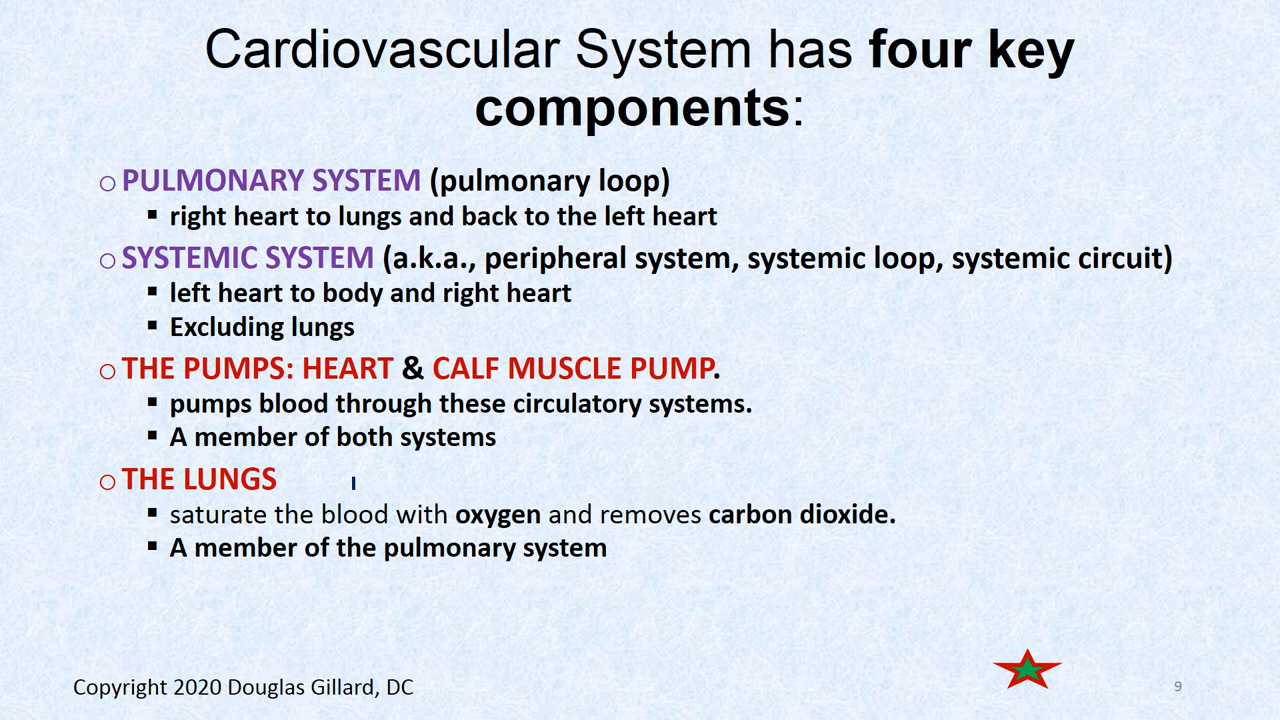 Cardiovascular System has four key
components:
PULMONARY SYSTEM (pulmonary loop)
right heart to lungs and back to the left heart
SYSTEMIC SYSTEM (a.k.a., peripheral system, systemic loop, systemic circuit)
left heart to body and right heart
Excluding lungs
THE PUMPS: HEART & CALF MUSCLE PUMP.
pumps blood through these circulatory systems.
A member of both systems
THE LUNGS
saturate the blood with oxygen and removes carbon dioxide.
A member of the pulmonary system
Copyright 2020 Douglas Gillard, DC
9